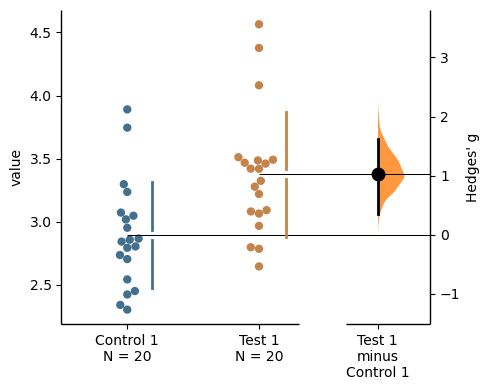 4.5
4.0
3.5
3.0
2.5
value
3
2
1
0
−1
Hedges' g
Control 1
N = 20
Test 1
N = 20
Test 1
minus
Control 1